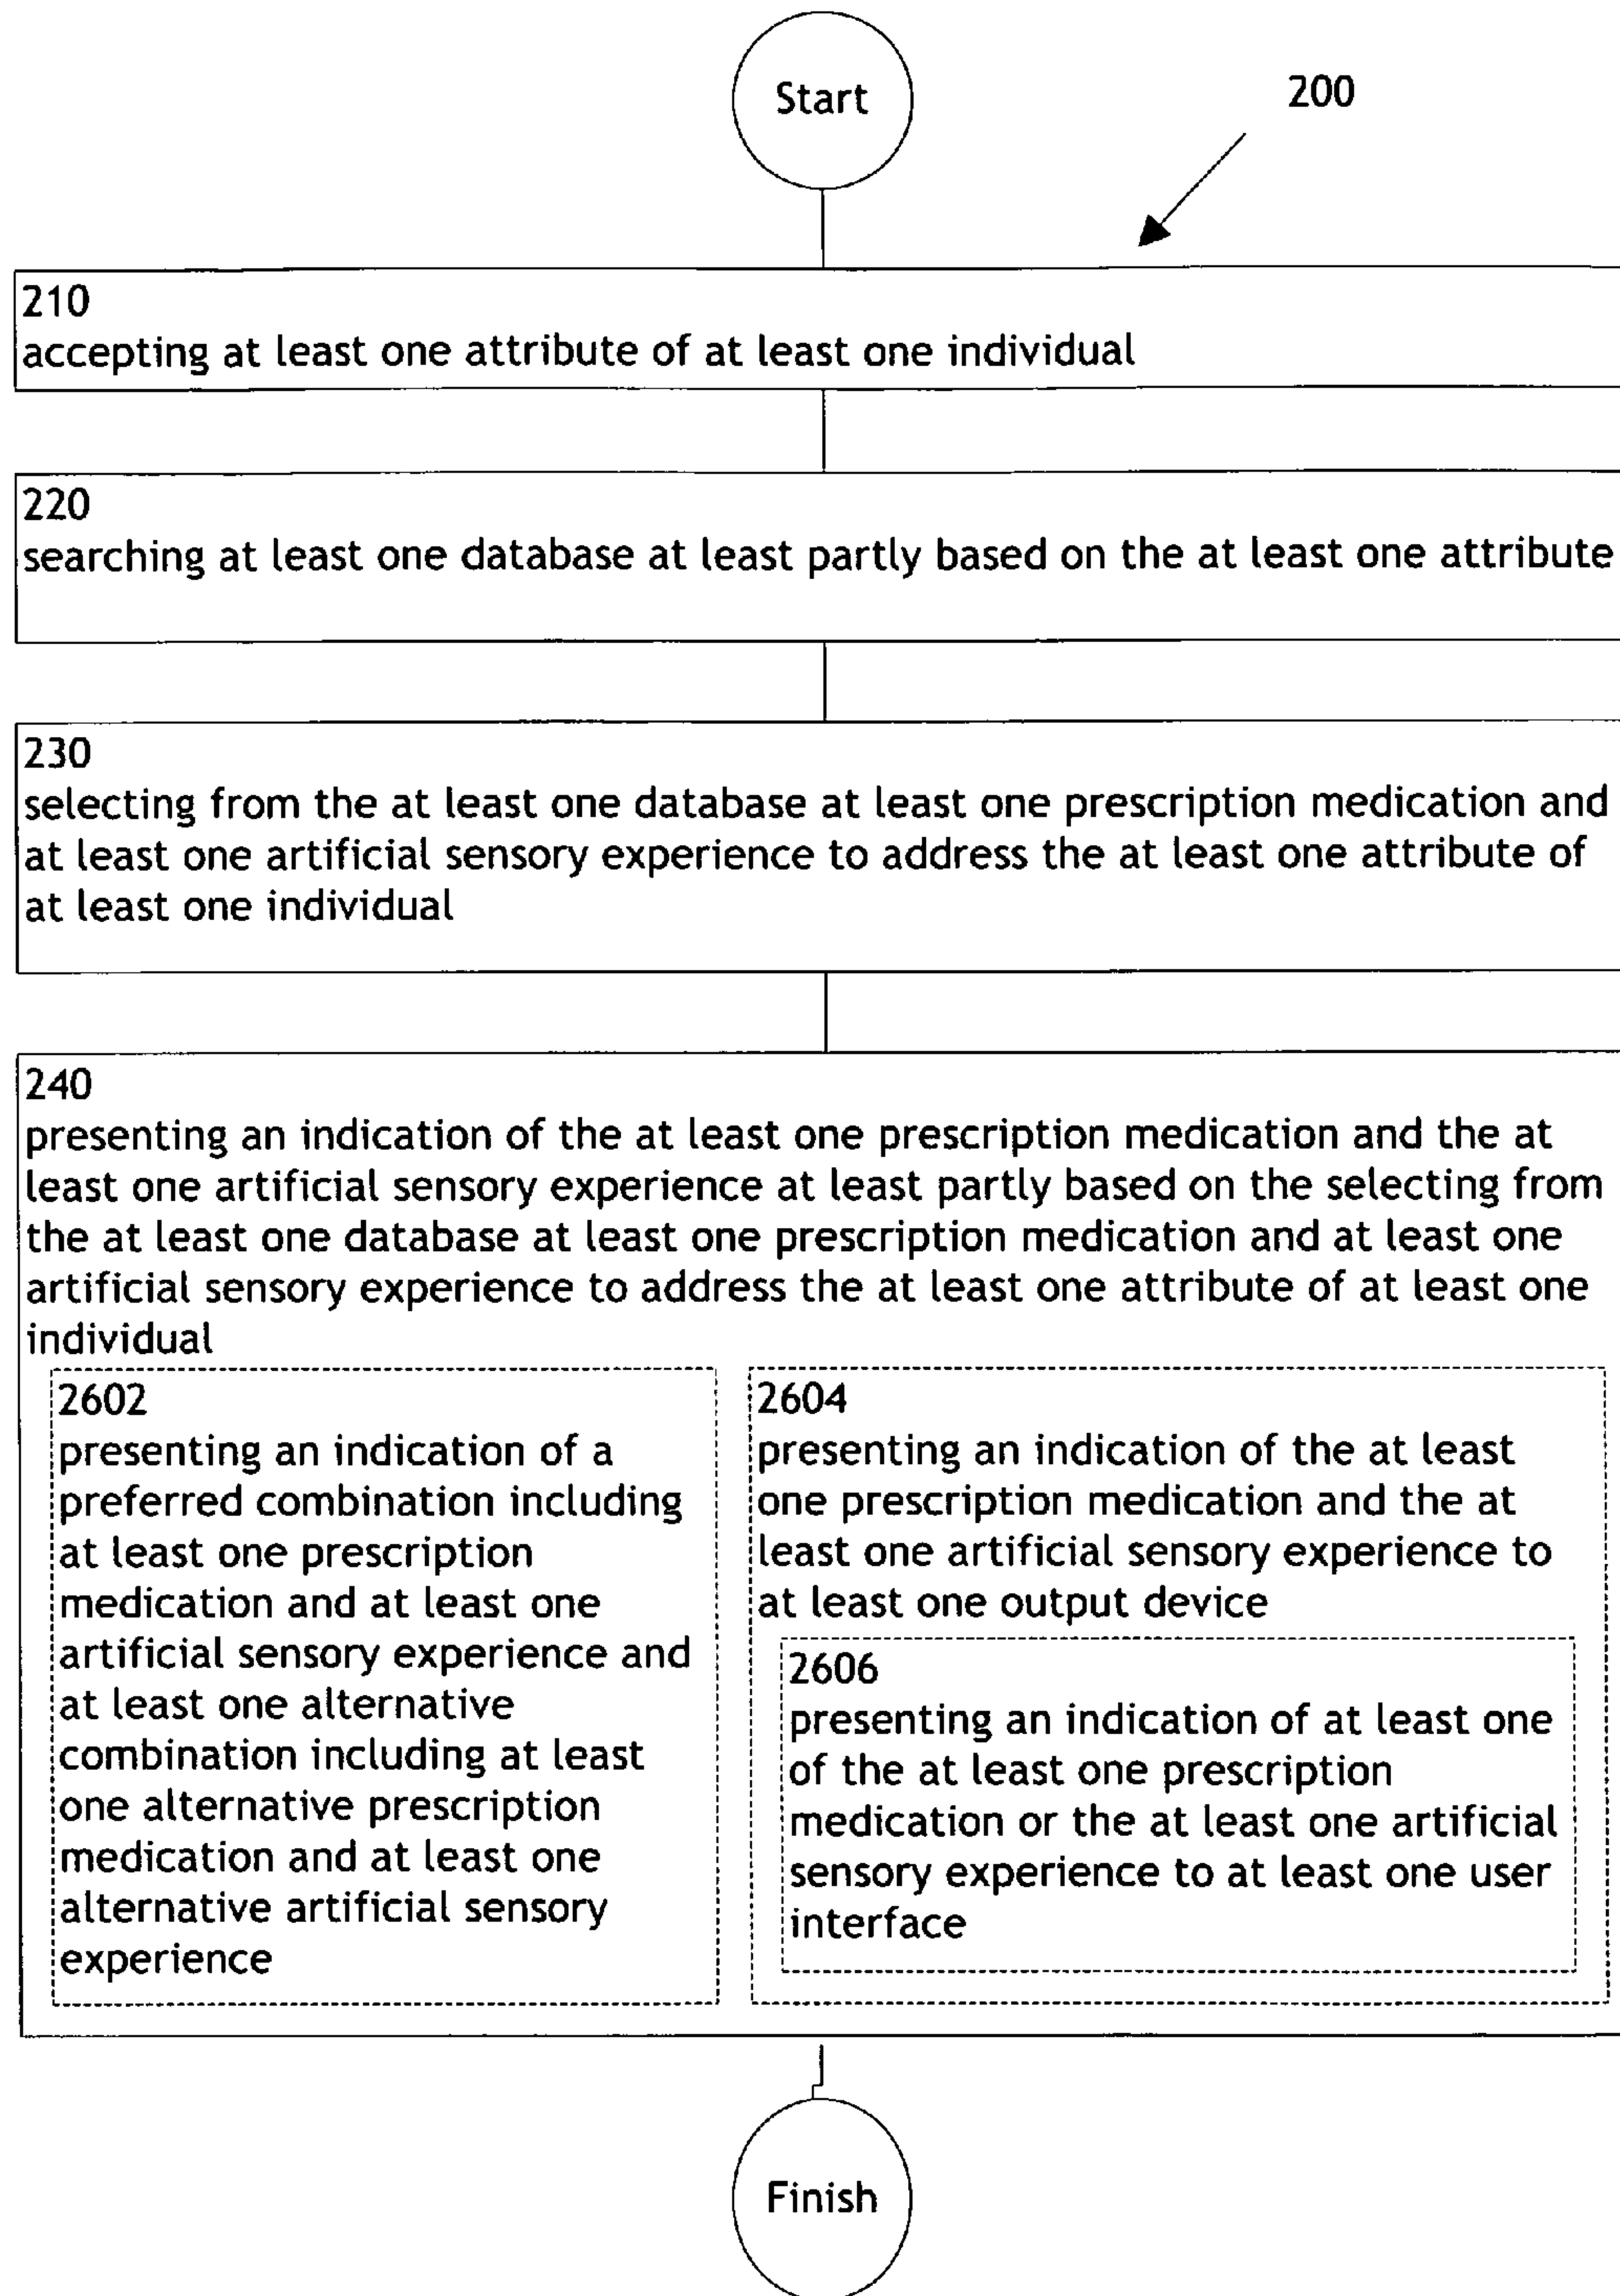 Start
200
210
accepting at least one attribute of at least one individual
220
searching at least one database at least partly based on the at least one attribute
230
selecting from the at least one database at least one prescription medication and
at least one artificial sensory experience to address the at least one attribute of
at least one individual
240
presenting an indication of the at least one prescription medication and the at
least one artificial sensory experience at least partly based on the selecting from
the at least one database at least one prescription medication and at least one
artificial sensory experience to address the at least one attribute of at least one
individual
2602
presenting an indication of a
preferred combination including
at least one prescription
medication and at least one
artificial sensory experience and
at least one alternative
combination including at least
one alternative prescription
medication and at least one
alternative artificial sensory
experience
2604
presenting an indication of the at least
one prescription medication and the at
least one artificial sensory experience to
at least one output device
2606
presenting an indication of at least one
of the at least one prescription
medication or the at least one artificial
sensory experience to at least one user
interface
Finish